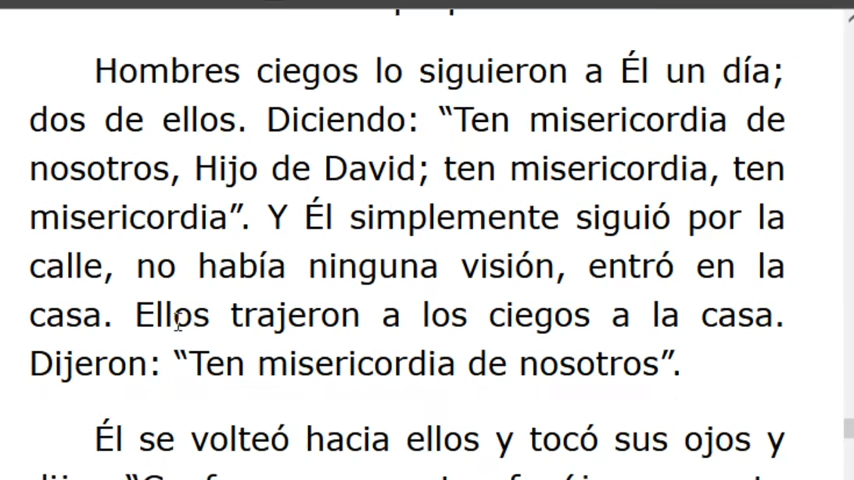 Hombres ciegos lo siguieron a Él un día;
dos de ellos. Diciendo: “Ten misericordia de
nosotros, Hijo de David; ten misericordia, ten
misericordia”. Y Él simplemente siguió por la
calle, no había ninguna visión, entró en la
casa. Ellos trajeron a los ciegos a la casa.
Dijeron: “Ten misericordia de nosotros”.
Él se volteó hacia ellos y tocó sus ojos y